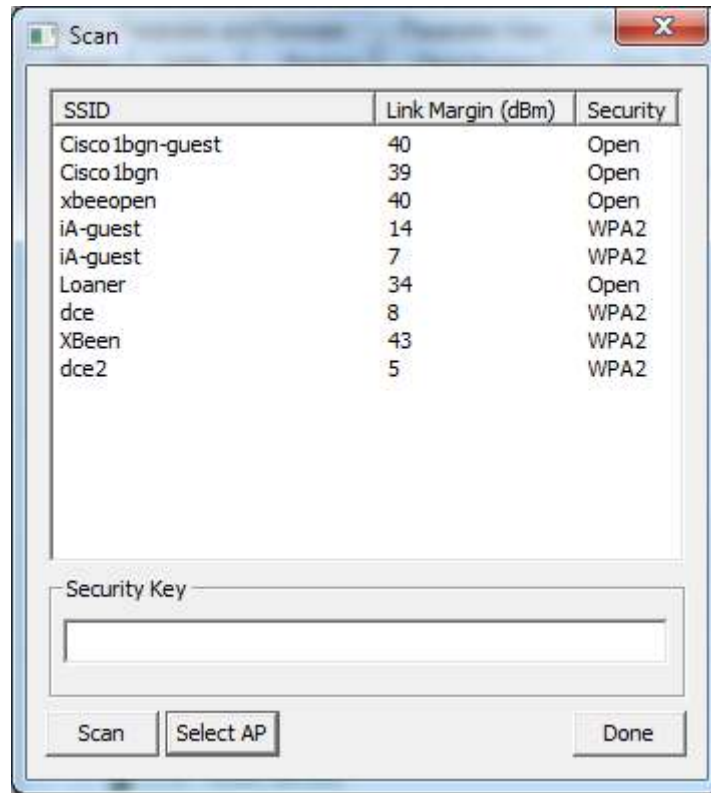 Scan
SSID Link Margin (dBm) Security
Cisco1bgn-guest 40 Open
Cisco1bgn 39 Open
xbeeopen 40 Open
iA-guest 14 WPA2
iA-guest 7 WPA2
Loaner 34 Open
dce 8 WPA2
XBeen 43 WPA2
dce2 5 WPA2
Security Key
Scan Select AP Done